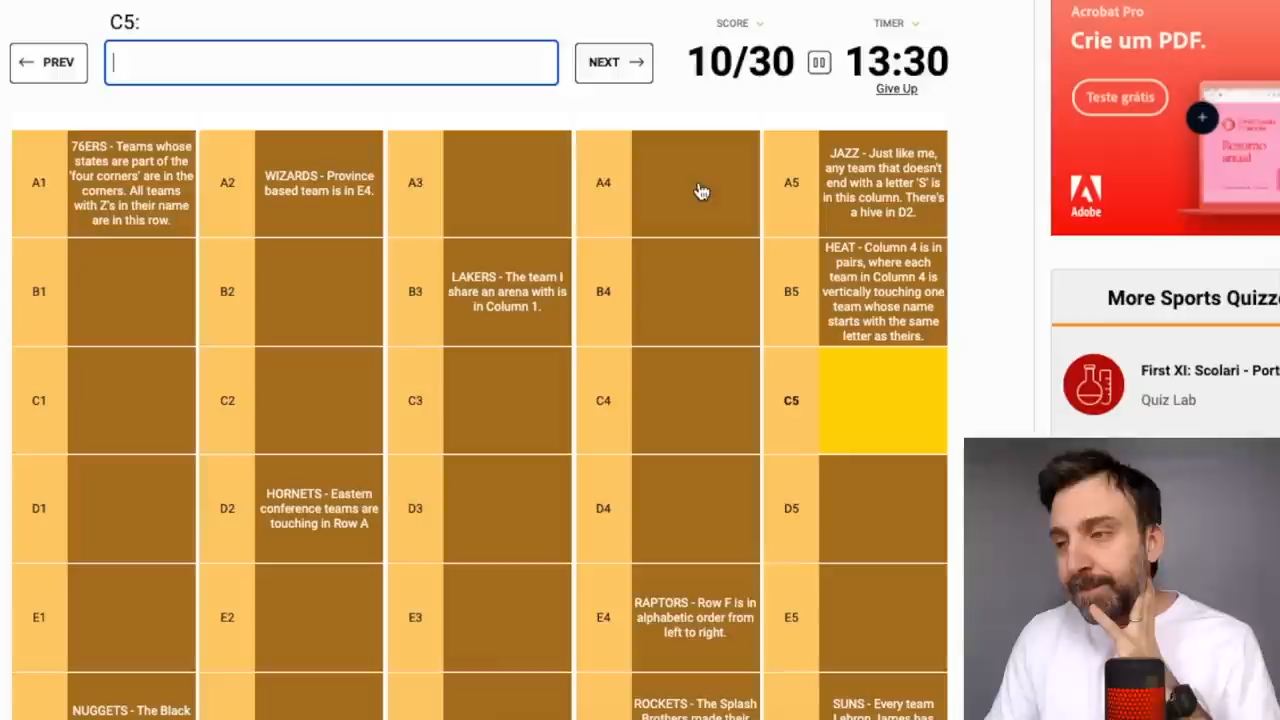 C5:
PREV
NEXT
SCORE
10/30
TIMER
13:30
Give Up
A1
76ERS - Teams whose
states are part of the
'four corners' are in the
corners. All teams
with Z's in their name
are in this row.
A2
WIZARDS - Province
based team is in E4.
A3
A4
A5
JAZZ - Just like me,
any team that doesn't
end with a letter 'S' is
in this column. There's
a hive in D2.
B1
B2
B3
LAKERS - The team I
share an arena with is
in Column 1.
B4
B5
HEAT - Column 4 is in
pairs, where each
team in Column 4 is
vertically touching one
team whose name
starts with the same
letter as theirs.
C1
C2
C3
C4
C5
D1
D2
HORNETS - Eastern
conference teams are
touching in Row A
D3
D4
D5
E1
E2
E3
E4
RAPTORS - Row F is in
alphabetic order from
left to right.
E5
NUGGETS - The Black
ROCKETS - The Splash
Brothers made their
SUNS - Every team
Lebron James has
Acrobat Pro
Crie um PDF.
Teste grátis
Resumo
anual
Adobe
More Sports Quizze
First XI: Scolari - Port
Quiz Lab